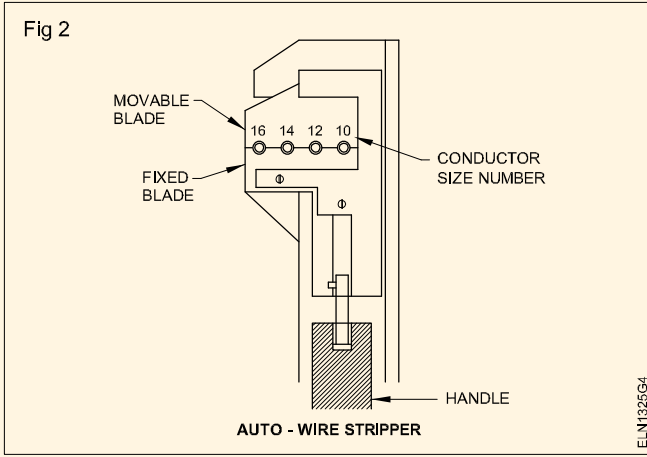 Fig 2
MOVABLE
BLADE
16 14 12 10
FIXED
BLADE
CONDUCTOR
SIZE NUMBER
HANDLE
AUTO - WIRE STRIPPER
ELN1325G4